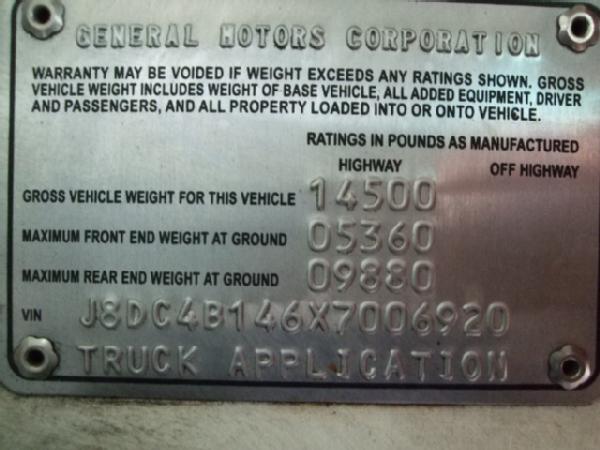 GENERAL MOTORS CORPORATION
WARRANTY MAY BE VOIDED IF WEIGHT EXCEEDS ANY RATINGS SHOWN. GROSS
VEHICLE WEIGHT INCLUDES WEIGHT OF BASE VEHICLE, ALL ADDED EQUIPMENT, DRIVER
AND PASSENGERS, AND ALL PROPERTY LOADED INTO OR ONTO VEHICLE.
RATINGS IN POUNDS AS MANUFACTURED
HIGHWAY OFF HIGHWAY
GROSS VEHICLE WEIGHT FOR THIS VEHICLE 14500
MAXIMUM FRONT END WEIGHT AT GROUND 05360
MAXIMUM REAR END WEIGHT AT GROUND 09880
VIN J8DC4B146X7006920
TRUCK APPLICATION